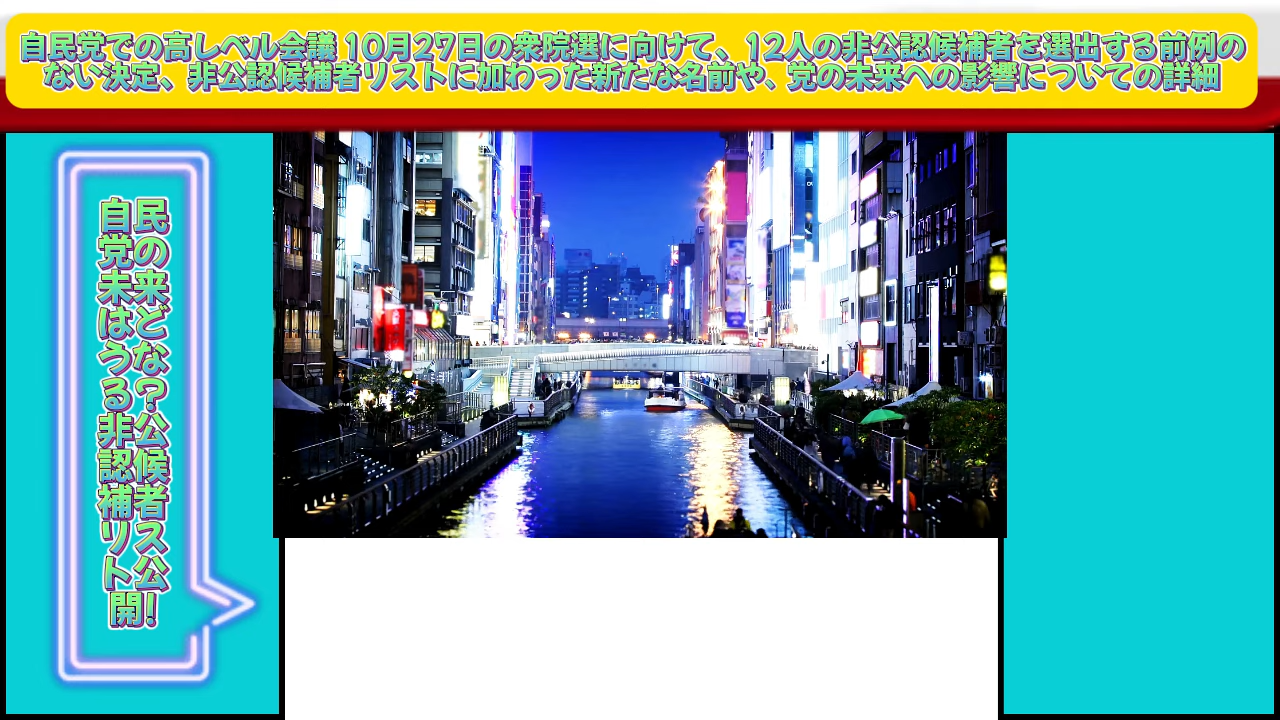 自民党での高レベル会議 10月27日の衆院選に向けて、12人の非公認候補者を選出する前例の
ない決定、非公認候補者リストに加わった新たな名前や、党の未来への影響についての詳細
自民
党の
未来
はど
うな
る?
非公
認候
補者
リス
ト公
開!